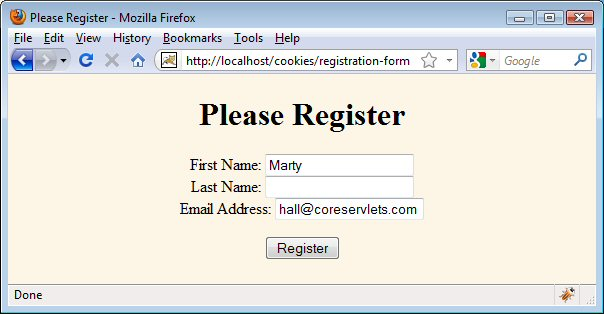 Please Register - Mozilla Firefox
File Edit View History Bookmarks Tools Help
http://localhost/cookies/registration-form Google
Please Register
First Name: Marty
Last Name:
Email Address: hall@coreservlets.com
Register
Done